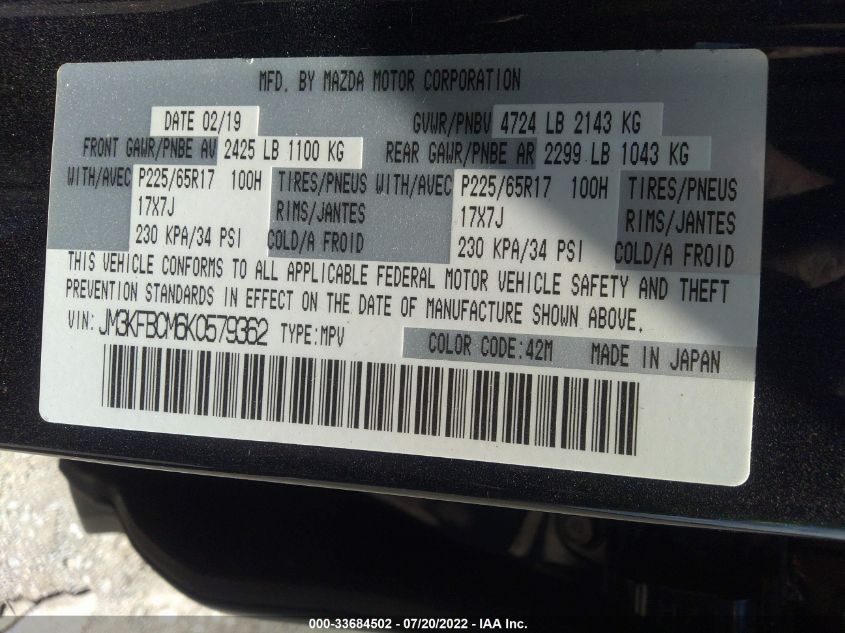 MFD. BY MAZDA MOTOR CORPORATION
DATE 02/19 GVWR/PNBV 4724 LB 2143 KG
FRONT GAWR/PNBE AV 2425 LB 1100 KG REAR GAWR/PNBE AR 2299 LB 1043 KG
WITH/AVEC P225/65R17 100H TIRES/PNEUS WITH/AVEC P225/65R17 100H TIRES/PNEUS
17X7J RIMS/JANTES 17X7J RIMS/JANTES
230 KPA/34 PSI COLD/A FROID 230 KPA/34 PSI COLD/A FROID
THIS VEHICLE CONFORMS TO ALL APPLICABLE FEDERAL MOTOR VEHICLE SAFETY AND THEFT
PREVENTION STANDARDS IN EFFECT ON THE DATE OF MANUFACTURE SHOWN ABOVE.
VIN: JM3KFBCM6K0579362 TYPE:MPV COLOR CODE:42M MADE IN JAPAN
000-33684502 - 07/20/2022 - IAA Inc.